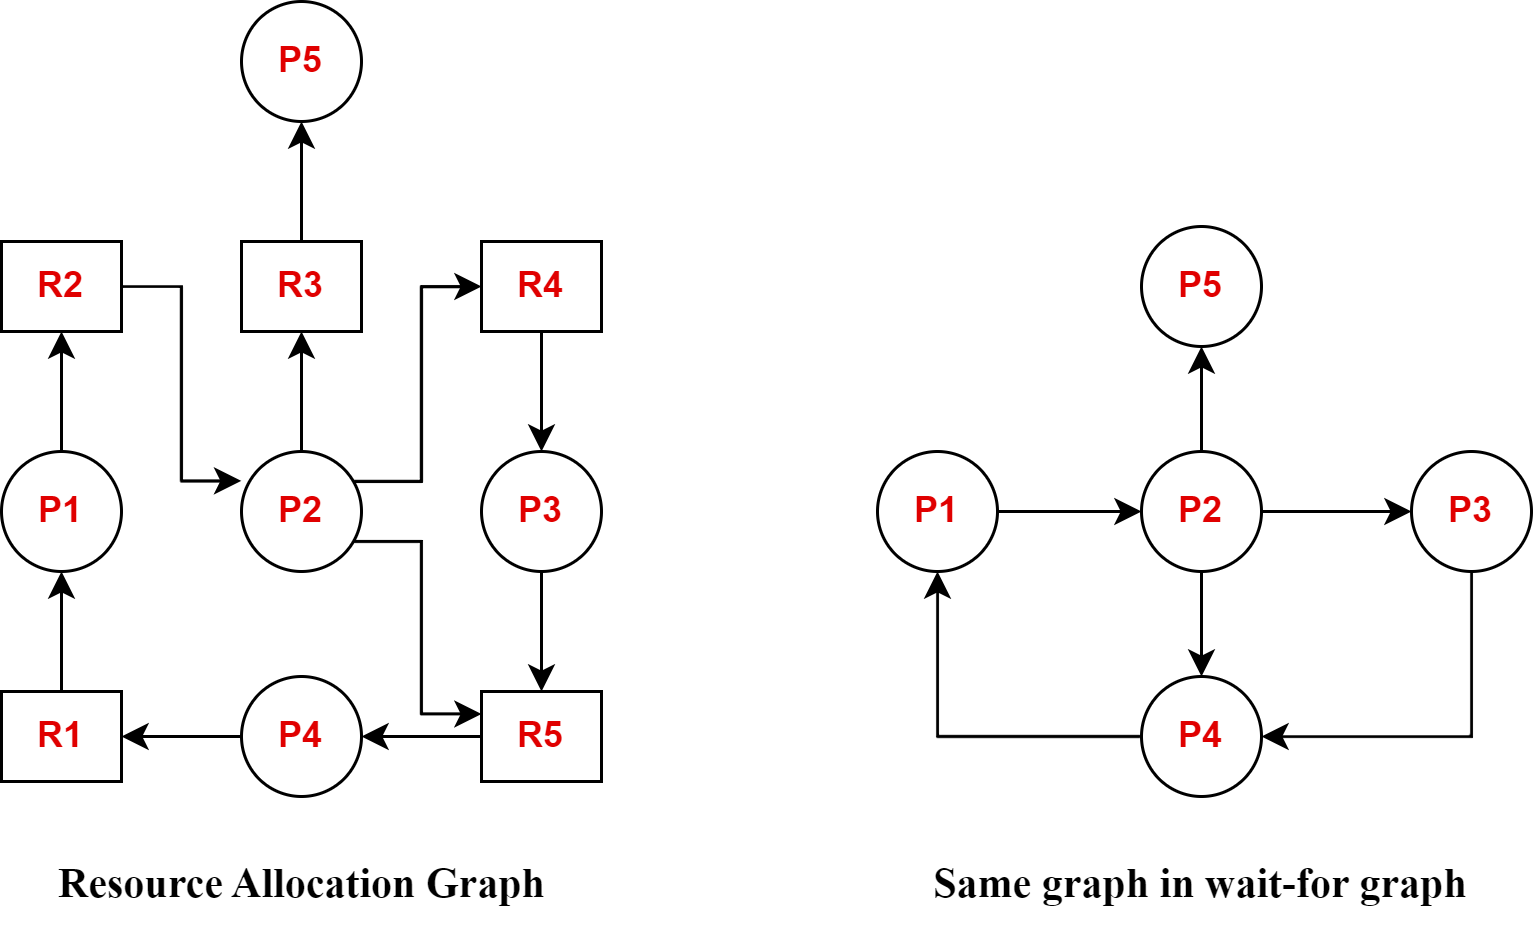 P5
R2
R3
R4
P5
P1
P2
P3
P1
P2
P3
R1
P4
R5
P4
Resource Allocation Graph
Same graph in wait-for graph